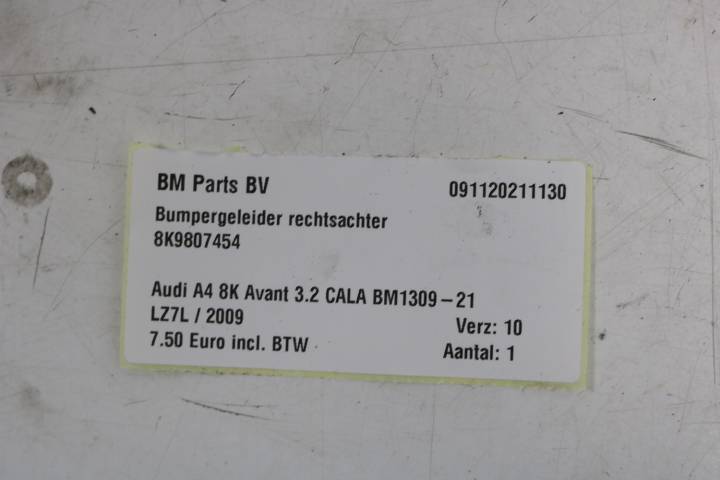 BM Parts BV 091120211130
Bumpergeleider rechtsachter
8K9807454
Audi A4 8K Avant 3.2 CALA BM1309-21
LZ7L / 2009 Verz: 10
7.50 Euro incl. BTW Aantal: 1